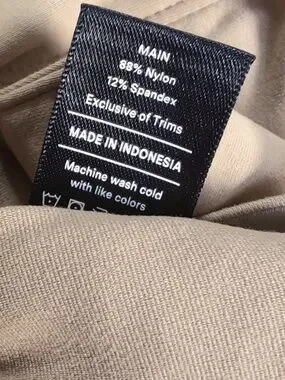 MAIN
88% Nylon
12% Spandex
Exclusive of Trims
MADE IN INDONESIA
Machine wash cold
with like colors